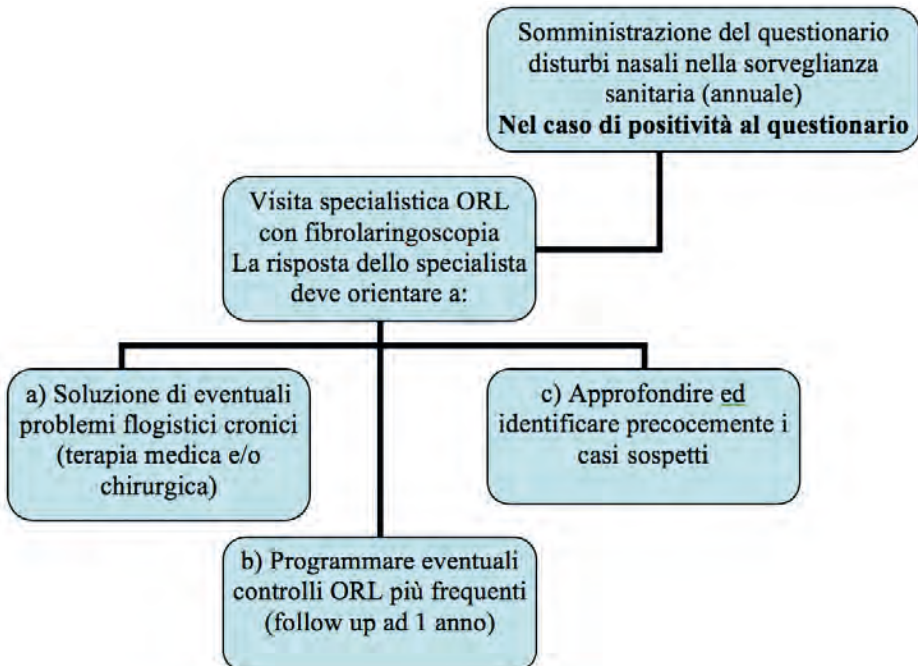 Somministrazione del questionario
disturbi nasali nella sorveglianza
sanitaria (annuale)
Nel caso di positività al questionario
Visita specialistica ORL
con fibrolaringoscopia
La risposta dello specialista
deve orientare a:
a) Soluzione di eventuali
problemi flogistici cronici
(terapia medica e/o
chirurgica)
c) Approfondire ed
identificare precocemente i
casi sospetti
b) Programmare eventuali
controlli ORL più frequenti
(follow up ad 1 anno)